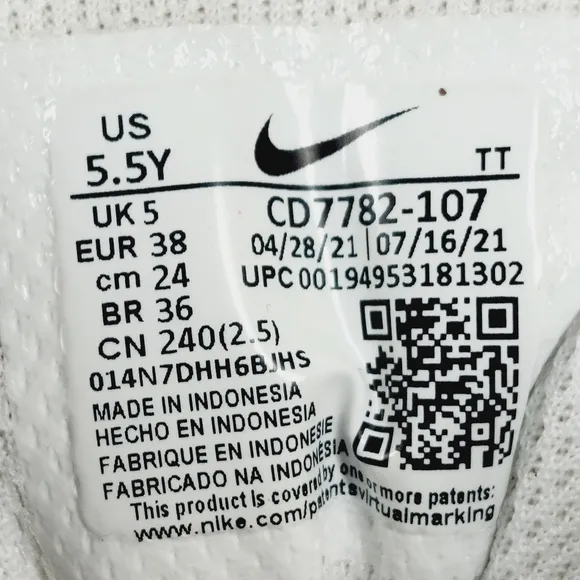 US
5.5Y
TT
UK 5
EUR 38
cm 24
BR 36
CN 240(2.5)
CD7782-107
04/28/21|07/16/21
UPC 00194953181302
014N7DHH6BJHS
MADE IN INDONESIA
HECHO EN INDONESIA
FABRIQUE EN INDONESIE
FABRICADO NA INDONÉSIA
This product is covered by one or more patents:
www.nike.com/patentsvirtualmarking